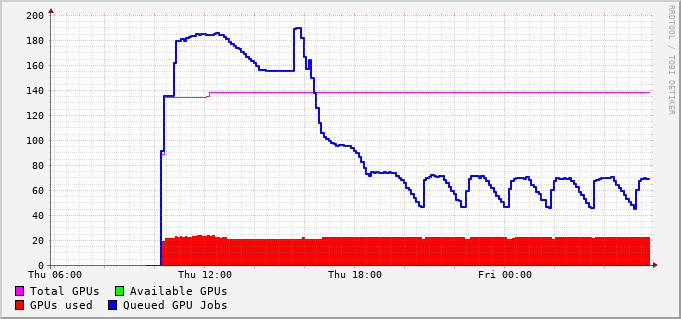 200
180
160
140
120
100
80
60
40
20
0
Thu 06:00 Thu 12:00 Thu 18:00 Fri 00:00
Total GPUs Available GPUs
GPUs used Queued GPU Jobs
RRDTOOL / TOBI OETIKER